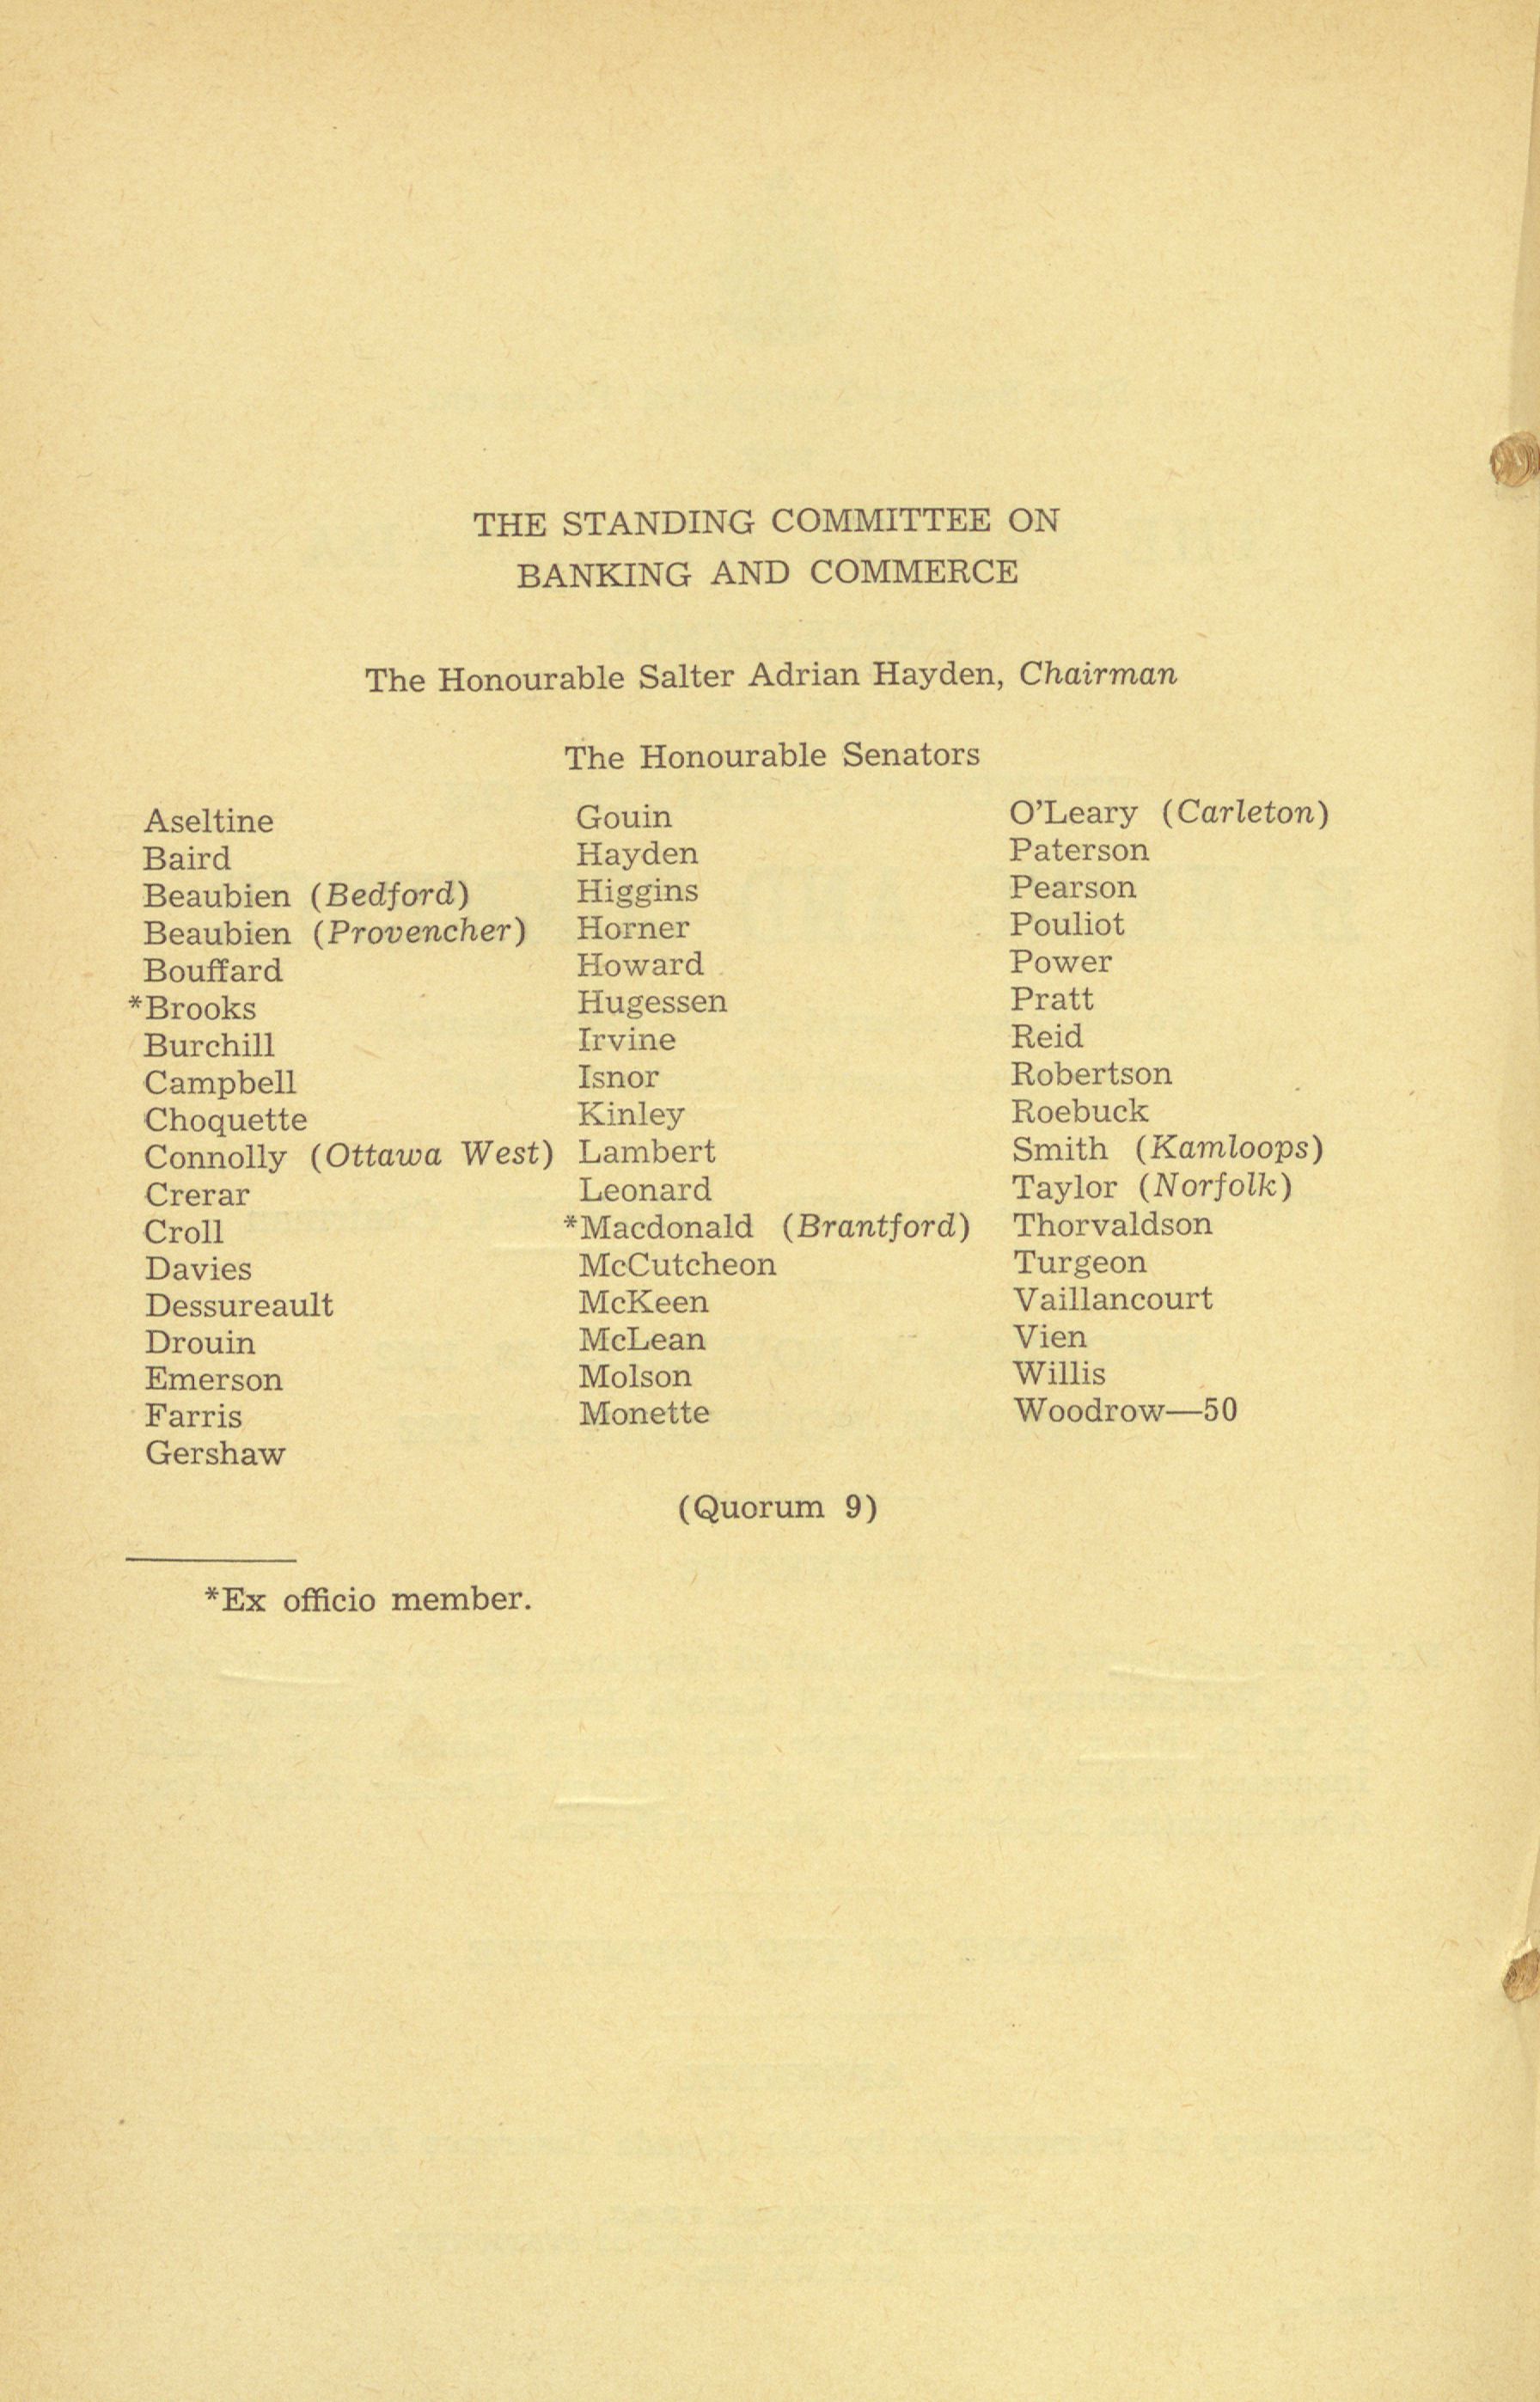 THE STANDING COMMITTEE ON
BANKING AND COMMERCE
The Honourable Salter Adrian Hayden, Chairman
The Honourable Senators
Aseltine
Baird
Beaubien (Bedford)
Beaubien (Provencher)
Bouffard
*Brooks
Burchill
Campbell
Choquette
Connolly (Ottawa West)
Crerar
Croll
Davies
Dessureault
Drouin
Emerson
Farris
Gershaw
Gouin
Hayden
Higgins
Horner
Howard
Hugessen
Irvine
Isnor
Kinley
Lambert
Leonard
*Macdonald (Brantford)
McCutcheon
McKeen
McLean
Molson
Monette
O'Leary (Carleton)
Paterson
Pearson
Pouliot
Power
Pratt
Reid
Robertson
Roebuck
Smith (Kamloops)
Taylor (Norfolk)
Thorvaldson
Turgeon
Vaillancourt
Vien
Willis
Woodrow—50
(Quorum 9)
*Ex officio member.